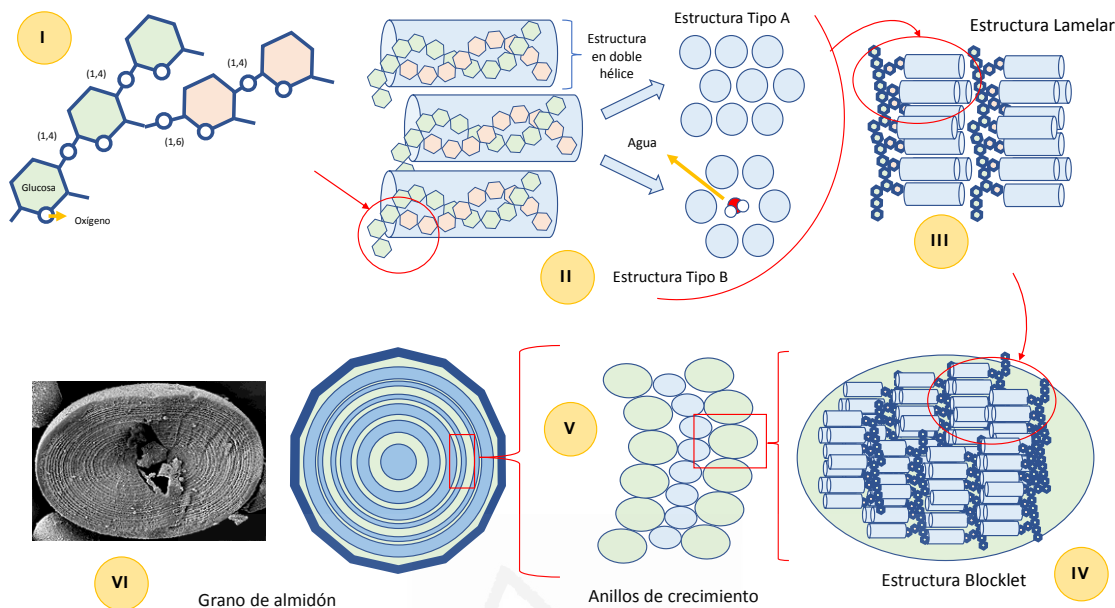 I
(1,4)
(1,4)
(1,4)
(1,6)
Glucosa
Oxígeno
Estructura
en doble
hélice
Estructura Tipo A
Agua
II
Estructura Tipo B
Estructura Lamelar
III
VI
Grano de almidón
V
Anillos de crecimiento
Estructura Blocklet
IV